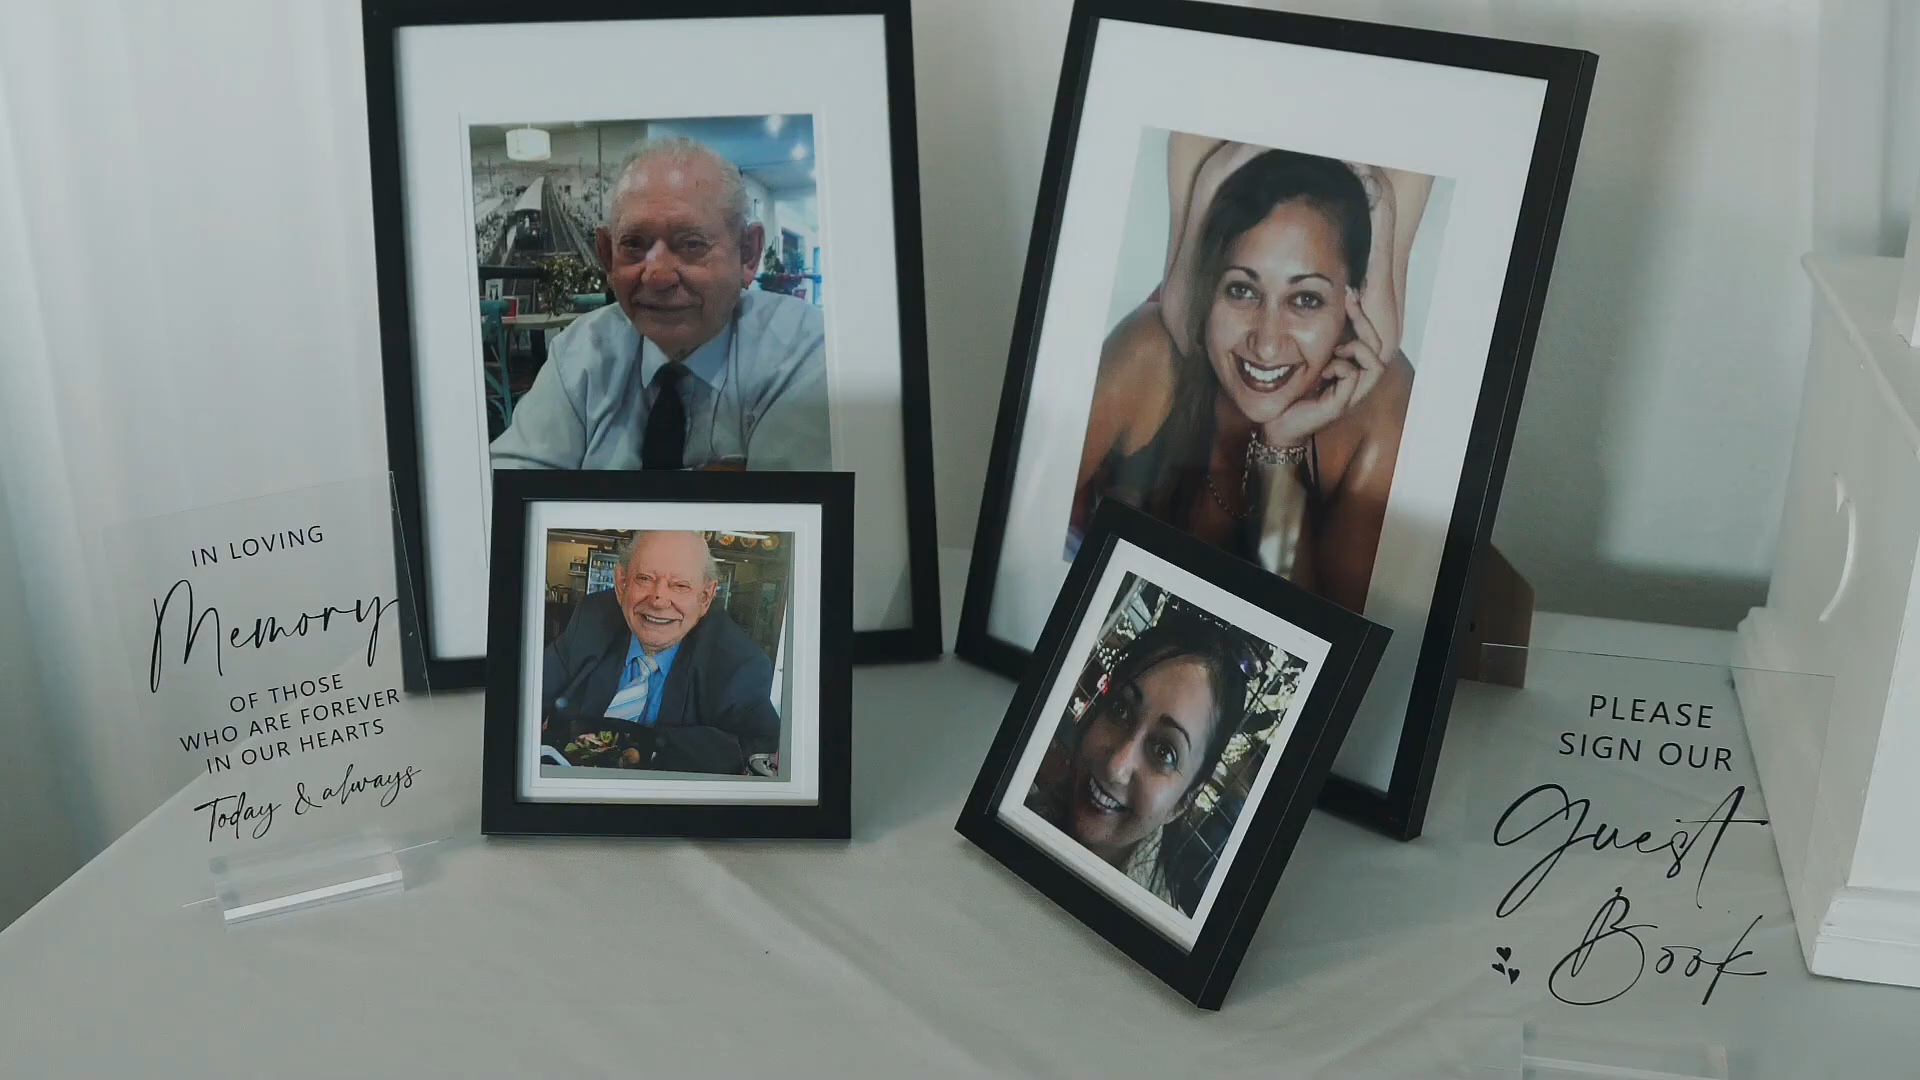 IN LOVING
Memory
OF THOSE
WHO ARE FOREVER
IN OUR HEARTS
Today & always
PLEASE
SIGN OUR
Guest
Book